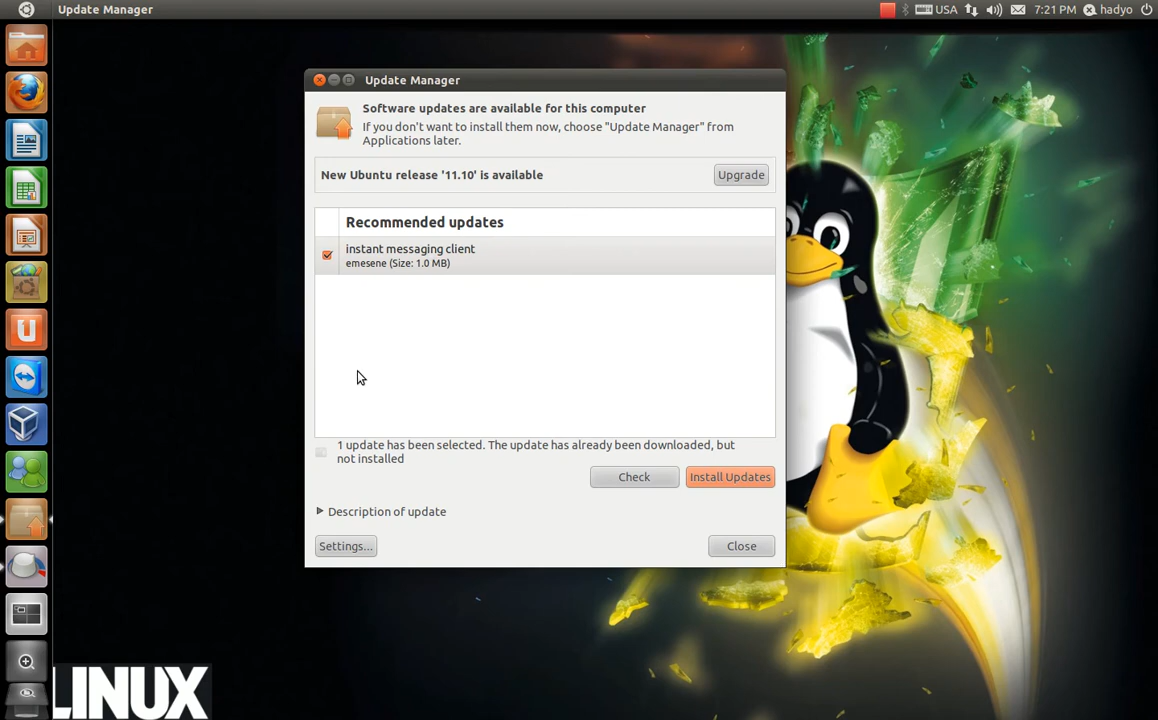 Update Manager
USA
7:21 PM
hadyo
Update Manager
Software updates are available for this computer
If you don't want to install them now, choose "Update Manager" from
Applications later.
New Ubuntu release '11.10' is available
Upgrade
Recommended updates
instant messaging client
emesene (Size: 1.0 MB)
1 update has been selected. The update has already been downloaded, but
not installed
Check
Install Updates
Description of update
Settings...
Close
LINUX